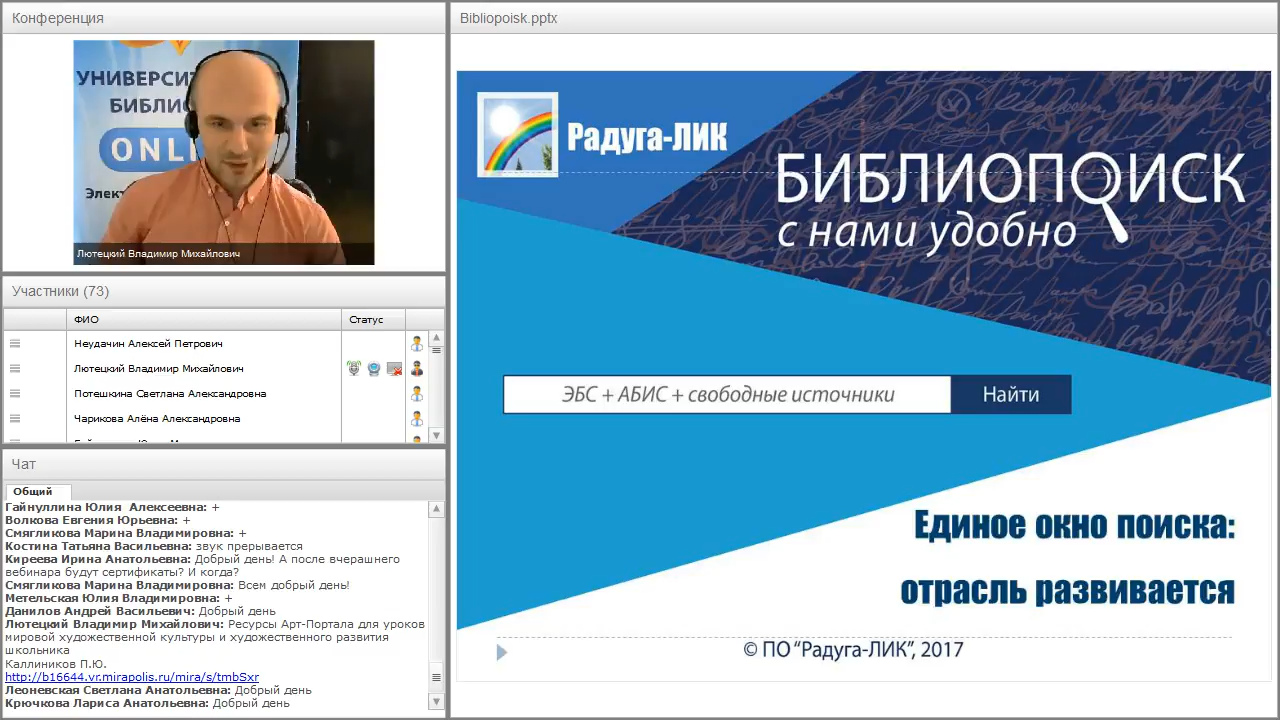 Конференция
УНИВЕРСИТ
БИБЛИО
ONLI
Элект
Лютецкий Владимир Михайлович
Участники (73)
ФИО Статус
Неудачин Алексей Петрович
Лютецкий Владимир Михайлович
Потешкина Светлана Александровна
Чарикова Алёна Александровна
Чат
Общий
Гайнуллина Юлия Алексеевна: +
Волкова Евгения Юрьевна: +
Смягликова Марина Владимировна: +
Костина Татьяна Васильевна: звук прерывается
Киреева Ирина Анатольевна: Добрый день! А после вчерашнего
вебинара будут сертификаты? И когда?
Смягликова Марина Владимировна: Всем добрый день!
Метельская Юлия Владимировна: +
Данилов Андрей Васильевич: Добрый день
Лютецкий Владимир Михайлович: Ресурсы Арт-Портала для уроков
мировой художественной культуры и художественного развития
школьника
Каллиников П.Ю.
http://b16644.vr.mirapolis.ru/mira/s/tmbSxr
Леоневская Светлана Анатольевна: Добрый день
Крючкова Лариса Анатольевна: Добрый день
Bibliopoisk.pptx
Радуга-ЛИК
БИБЛИОПОИСК
с нами удобно
ЭБС + АБИС + свободные источники
Найти
Единое окно поиска:
отрасль развивается
© ПО "Радуга-ЛИК", 2017